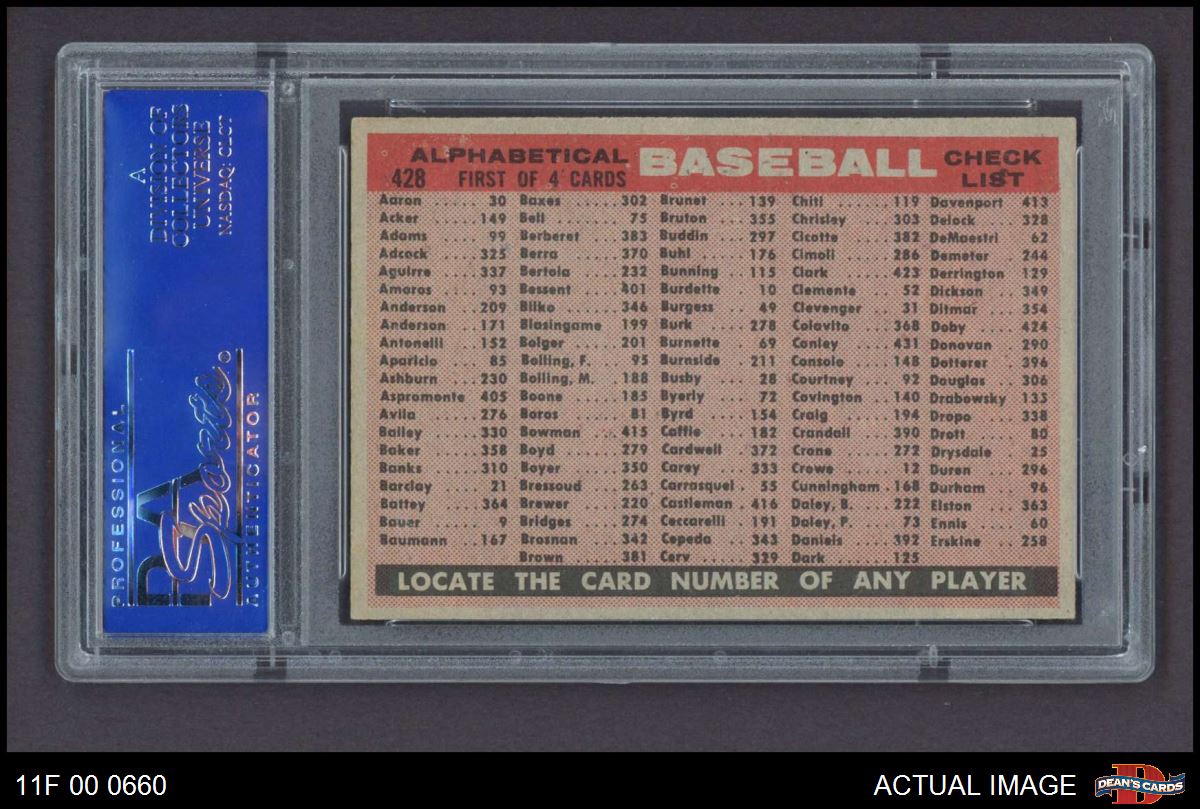 A
DIVISION OF
COLLECTORS
UNIVERSE
NASDAQ: CLCT
PROFESSIONAL
PSA
Sports
AUTHENTICATOR
ALPHABETICAL BASEBALL CHECK
428 FIRST OF 4 CARDS LIST
Aaron ..... 30 Baxes ..... 302 Brunet ... 139 Chiti ..... 119 Davenport 413
Acker ..... 149 Bell ..... 75 Bruton ... 355 Chrisley ... 303 Delock ... 328
Adams .... 99 Berberet ... 383 Buddin ... 297 Cicotte ... 382 DeMaestri 62
Adcock .... 325 Berra .... 370 Buhl ..... 176 Cimoli .... 286 Demeter .. 244
Aguirre .... 337 Bertoia .... 232 Bunning ... 115 Clark ..... 423 Derrington 129
Amoros .... 93 Bessent .... 401 Burdette .. 10 Clemente .. 52 Dickson ... 349
Anderson ... 209 Bilko ..... 346 Burgess ... 49 Clevenger .. 31 Ditmar ... 354
Anderson ... 171 Blasingame 199 Burk ..... 278 Colavito ... 368 Doby .... 424
Antonelli ... 152 Bolger .... 201 Burnette .. 69 Conley .... 431 Donovan .. 290
Aparicio .... 85 Bolling, F. .. 95 Burnside .. 211 Consolo ... 148 Dotterer .. 396
Ashburn ... 230 Bolling, M. . 188 Busby .... 28 Courtney ... 92 Douglas .. 306
Aspromonte 405 Boone .... 185 Byerly .... 72 Covington .. 140 Drabowsky 133
Avila ..... 276 Boros ..... 81 Byrd ..... 154 Craig ..... 194 Dropo .... 338
Bailey ..... 330 Bowman ... 415 Caffie .... 182 Crandall ... 390 Drott .... 80
Baker ..... 358 Boyd ..... 279 Cardwell .. 372 Crone ..... 272 Drysdale .. 25
Banks ..... 310 Boyer .... 350 Carey .... 333 Crowe ..... 12 Duren .... 296
Barclay .... 21 Bressoud ... 263 Carrasquel . 55 Cunningham . 168 Durham ... 96
Battey .... 364 Brewer .... 220 Castleman . 416 Daley, B. ... 222 Elston .... 363
Bauer .... 9 Bridges .... 274 Ceccarelli 191 Daley, P. ... 73 Ennis .... 60
Baumann .. 167 Brosnan ... 342 Cepeda ... 343 Daniels .... 392 Erskine .. 258
Brown .... 381 Cerv ..... 329 Dark ..... 125
LOCATE THE CARD NUMBER OF ANY PLAYER
11F 00 0660
ACTUAL IMAGE
D
DEAN'S CARDS